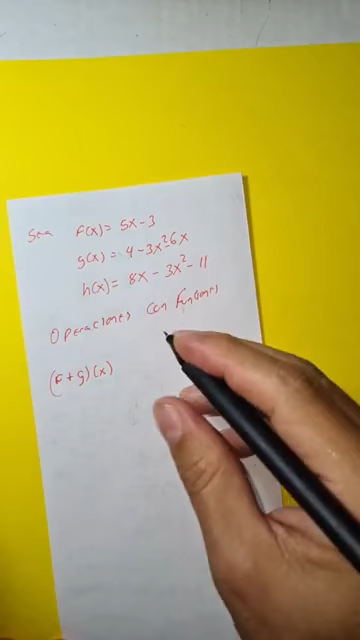 Sea F(x) = 5x - 3
g(x) = 4 - 3x² - 6x
h(x) = 8x - 3x² - 11
Operaciones con funciones
(F + g)(x)